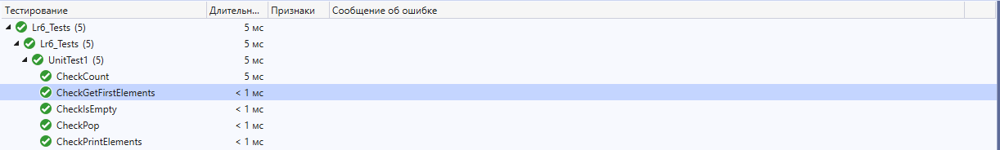 Тестирование Длительн... Признаки Сообщение об ошибке
Lr6_Tests (5) 5 мс
Lr6_Tests (5) 5 мс
UnitTest1 (5) 5 мс
CheckCount 5 мс
CheckGetFirstElements < 1 мс
CheckIsEmpty < 1 мс
CheckPop < 1 мс
CheckPrintElements < 1 мс